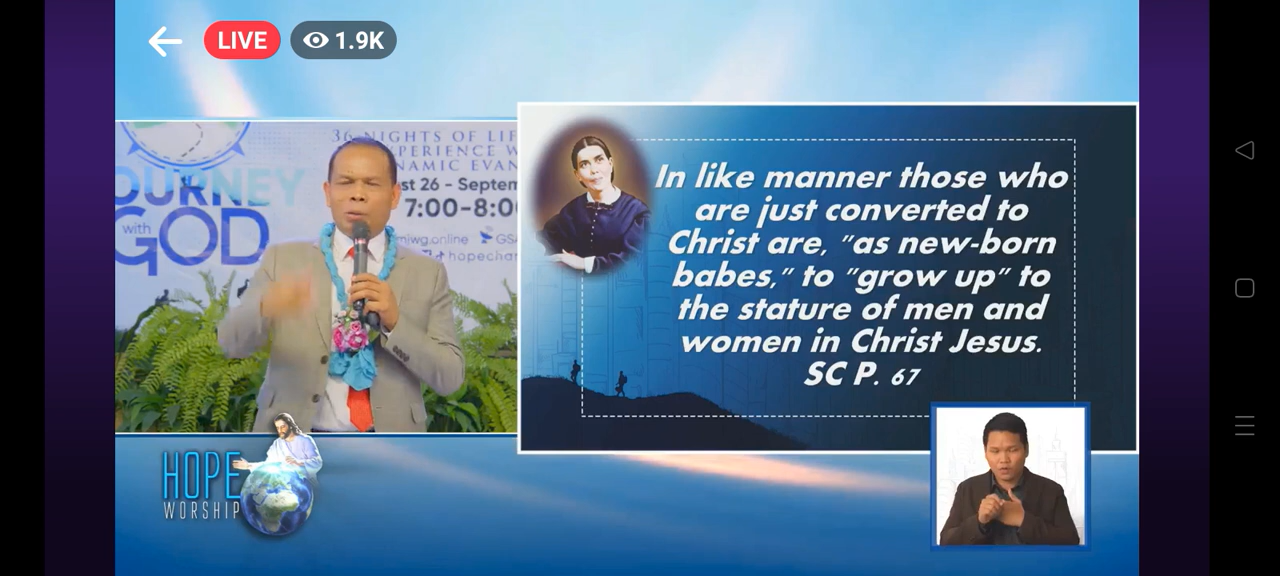 LIVE
1.9K
36 NIGHTS OF LIF
XPERIENCE W
NAMIC EVAN
OURNEY
with
GOD
st 26 - Septem
7:00-8:0
miwg.online
GSA
hopechan
In like manner those who
are just converted to
Christ are, "as new-born
babes," to "grow up" to
the stature of men and
women in Christ Jesus.
SC P. 67
HOPE
WORSHIP